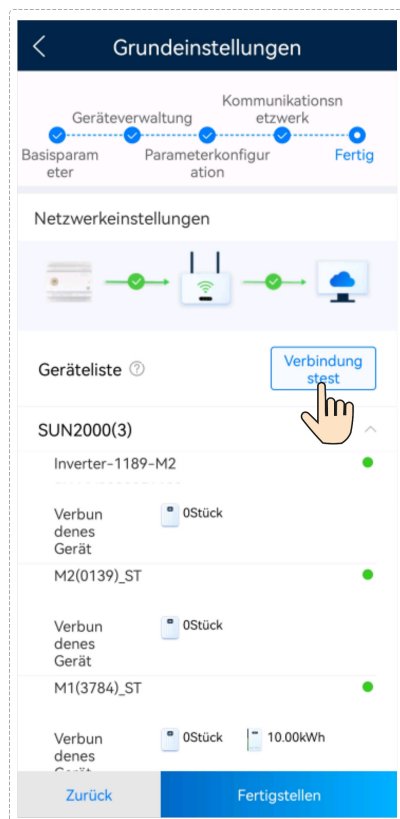 Grundeinstellungen
Kommunikationsn
Geräteverwaltung
etzwerk
Basisparam
eter
Parameterkonfigur
ation
Fertig
Netzwerkeinstellungen
Geräteliste
Verbindung
stest
SUN2000(3)
Inverter-1189-M2
Verbun
denes
Gerät
0Stück
M2(0139)_ST
Verbun
denes
Gerät
0Stück
M1(3784)_ST
Verbun
denes
0Stück
10.00kWh
Zurück
Fertigstellen